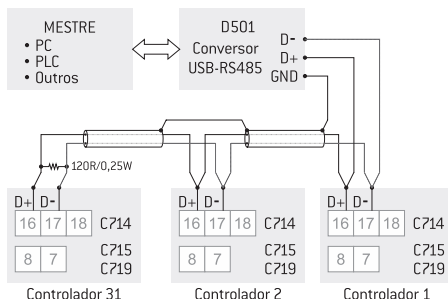 MESTRE
• PC
• PLC
• Outros
D501
Conversor
USB-RS485
D-
D+
GND
120R/0,25W
D+ D-
16 17 18 C714
8 7 C715
C719
Controlador 31
D+ D-
16 17 18 C714
8 7 C715
C719
Controlador 2
D+ D-
16 17 18 C714
8 7 C715
C719
Controlador 1